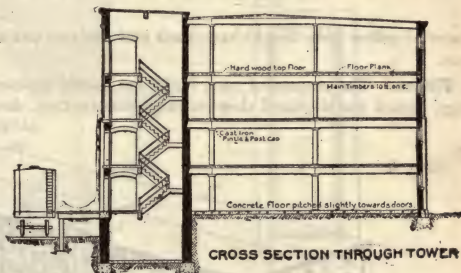 Hard wood top floor
Floor Plank
Main Timbers 10 ft. on c.
Cast Iron
Pintle & Post Cap
Concrete Floor pitched slightly towards doors
CROSS SECTION THROUGH TOWER